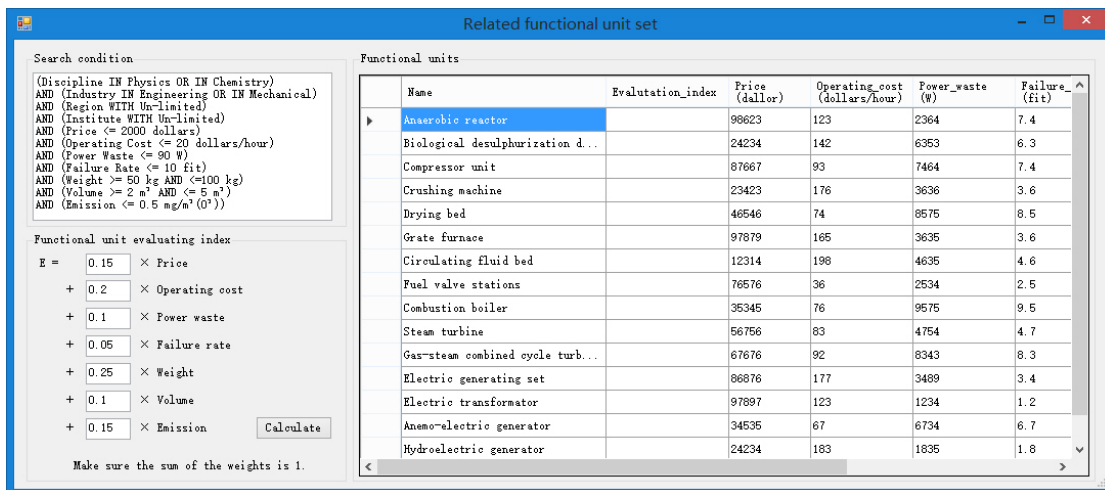 Related functional unit set
Search condition
(Discipline IN Physics OR IN Chemistry)
AND (Industry IN Engineering OR IN Mechanical)
AND (Region WITH Un-limited)
AND (Institute WITH Un-limited)
AND (Price <= 2000 dollars)
AND (Operating Cost <= 20 dollars/hour)
AND (Power Waste <= 90 W)
AND (Failure Rate <= 10 fit)
AND (Weight >= 50 kg AND <=100 kg)
AND (Volume >= 2 m³ AND <= 5 m³)
AND (Emission <= 0.5 mg/m³(O³))
Functional unit evaluating index
E = 0.15 × Price
+ 0.2 × Operating cost
+ 0.1 × Power waste
+ 0.05 × Failure rate
+ 0.25 × Weight
+ 0.1 × Volume
+ 0.15 × Emission Calculate
Make sure the sum of the weights is 1.
Functional units
Name Evalutation_index Price (dallor) Operating_cost (dollars/hour) Power_waste (W) Failure_ (fit)
Anaerobic reactor 98623 123 2364 7.4
Biological desulphurization d... 24234 142 6353 6.3
Compressor unit 87667 93 7464 7.4
Crushing machine 23423 176 3636 3.6
Drying bed 46546 74 8575 8.5
Grate furnace 97879 165 3635 3.6
Circulating fluid bed 12314 198 4635 4.6
Fuel valve stations 76576 36 2534 2.5
Combustion boiler 35345 76 9575 9.5
Steam turbine 56756 83 4754 4.7
Gas-steam combined cycle turb... 67676 92 8343 8.3
Electric generating set 86876 177 3489 3.4
Electric transformator 97897 123 1234 1.2
Anemo-electric generator 34535 67 6734 6.7
Hydroelectric generator 24234 183 1835 1.8